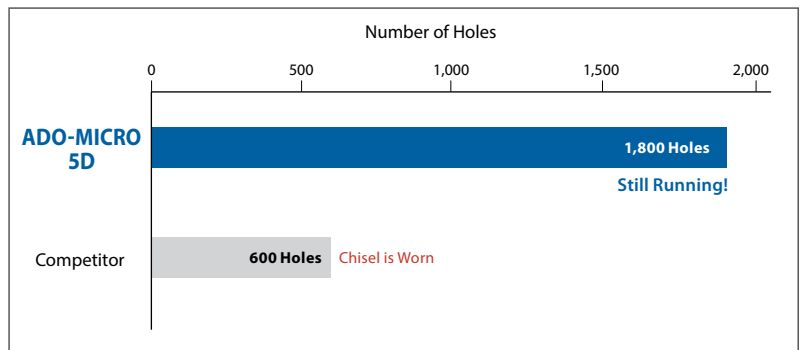 Number of Holes
0 500 1,000 1,500 2,000
ADO-MICRO
5D
1,800 Holes
Still Running!
Competitor
600 Holes Chisel is Worn